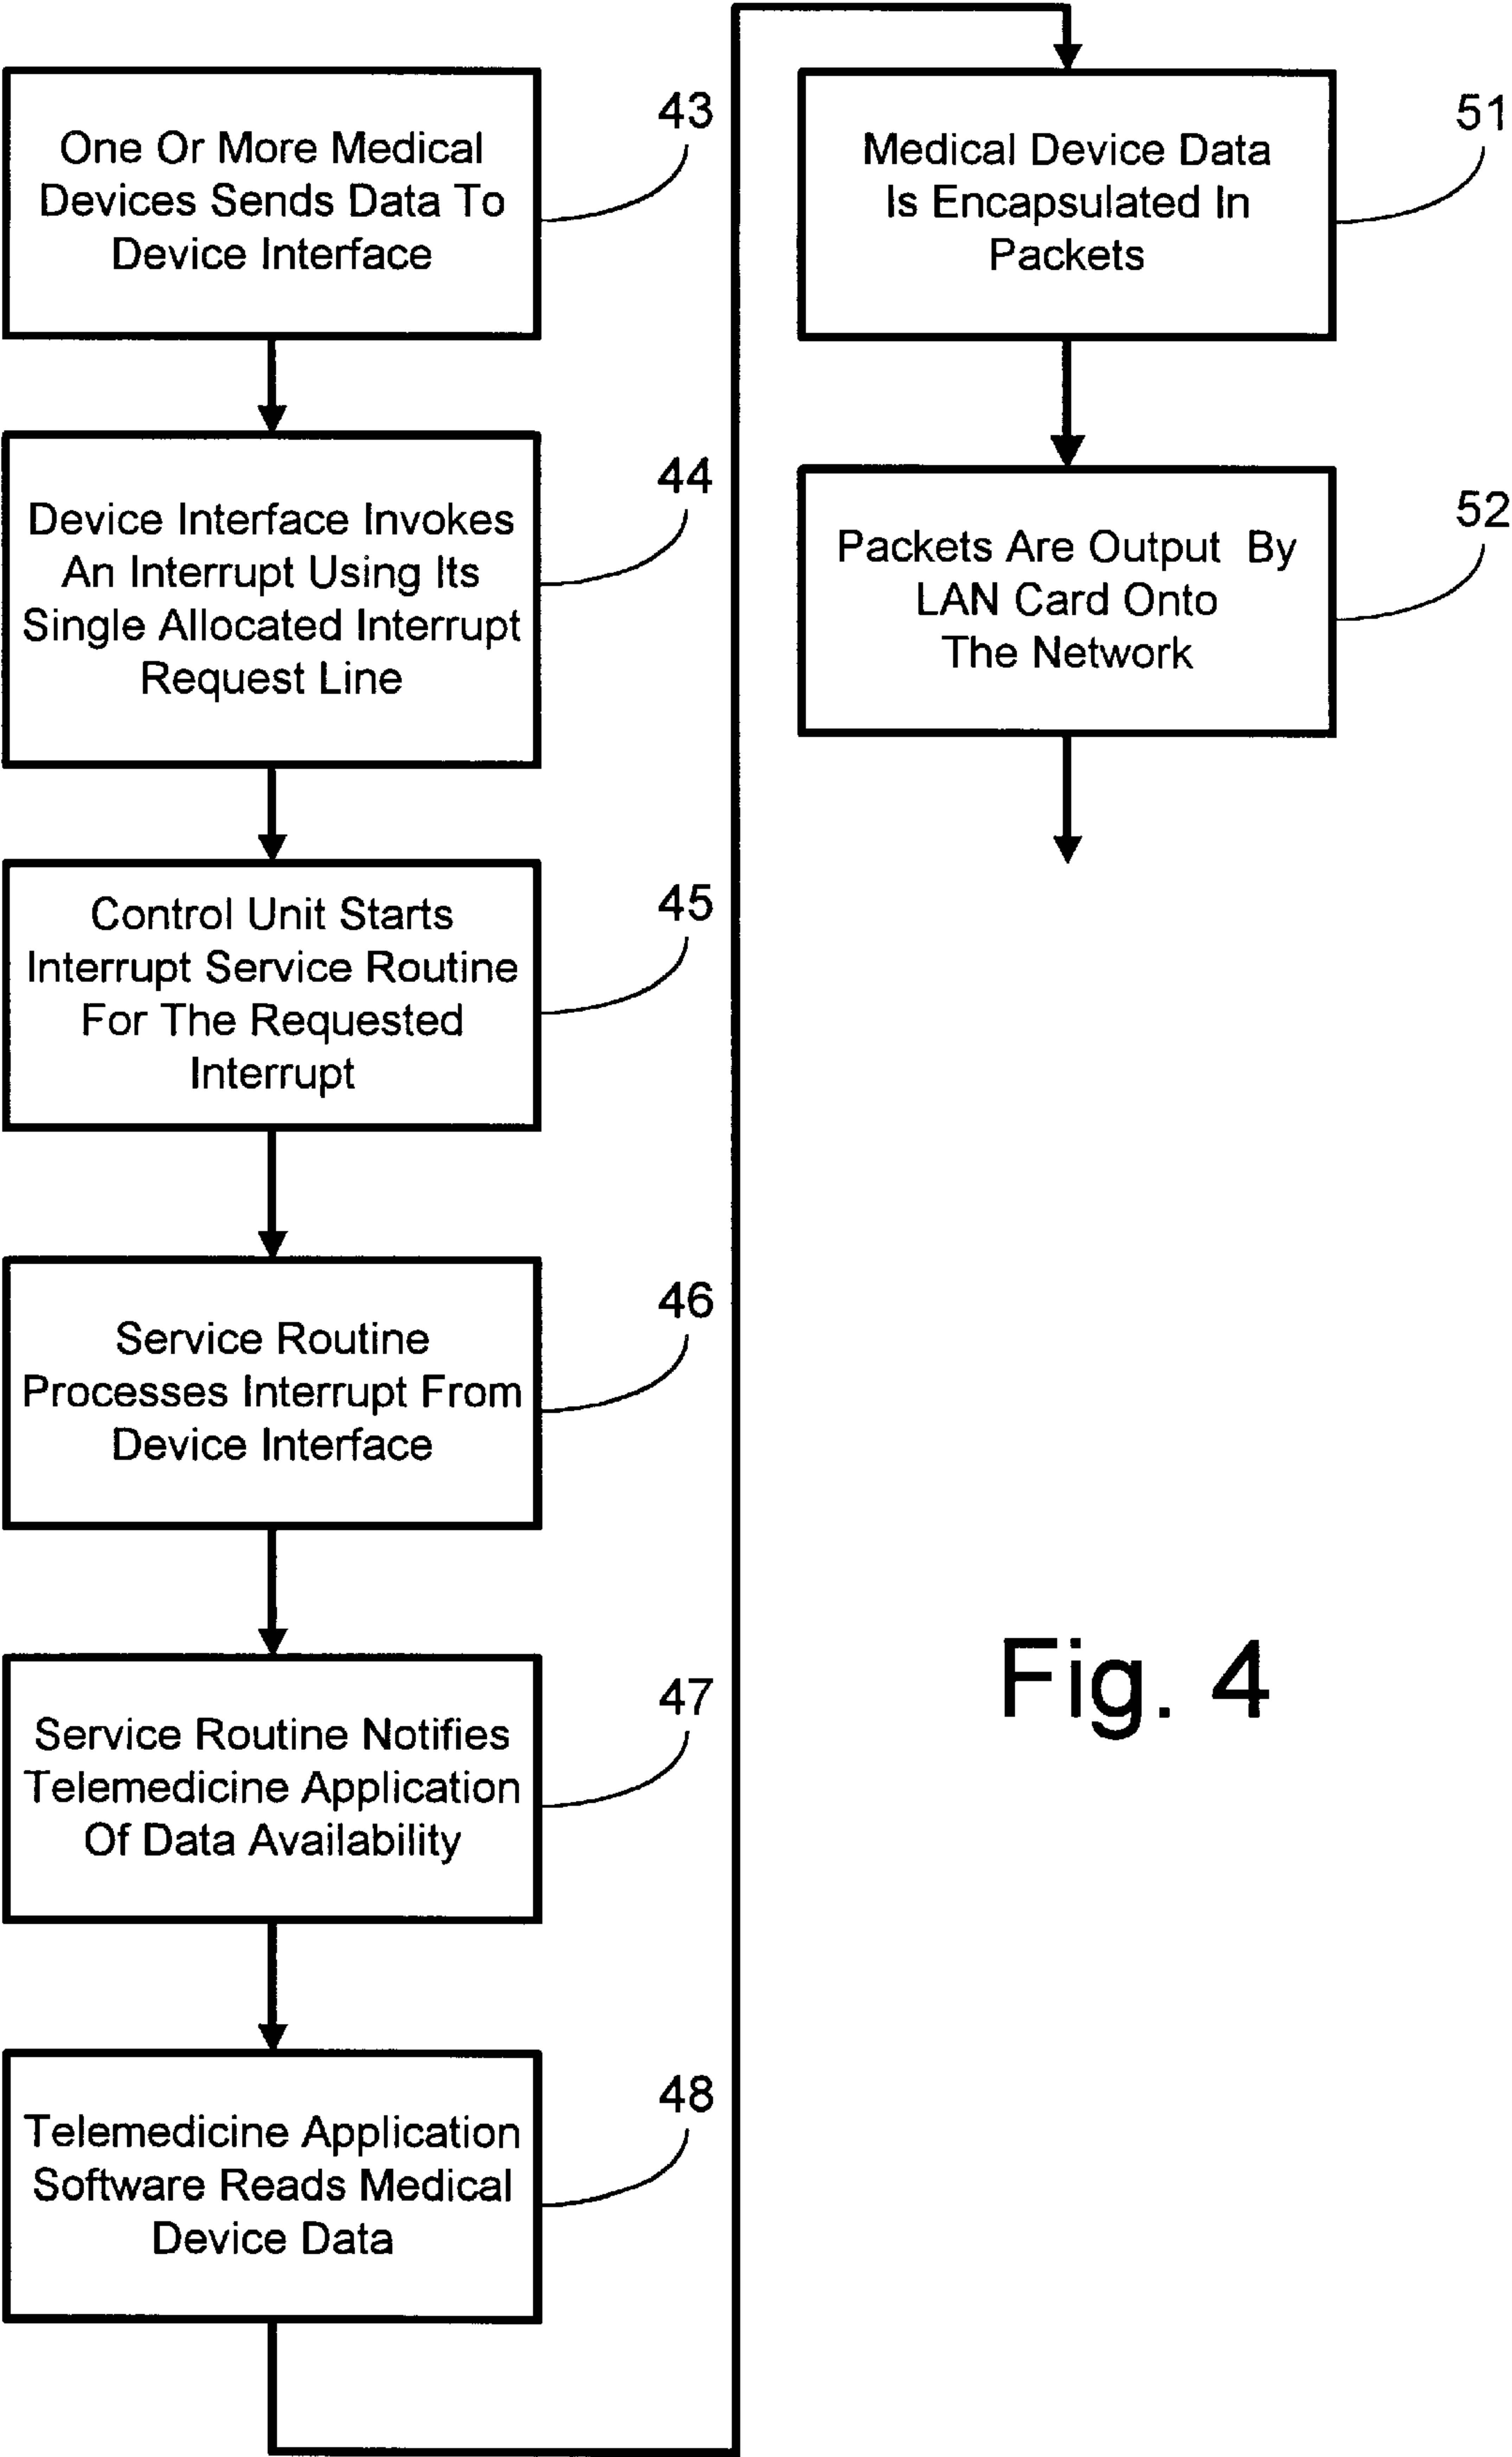 One Or More Medical
Devices Sends Data To
Device Interface
43
Device Interface Invokes
An Interrupt Using Its
Single Allocated Interrupt
Request Line
44
Control Unit Starts
Interrupt Service Routine
For The Requested
Interrupt
45
Service Routine
Processes Interrupt From
Device Interface
46
Service Routine Notifies
Telemedicine Application
Of Data Availability
47
Telemedicine Application
Software Reads Medical
Device Data
48
Medical Device Data
Is Encapsulated In
Packets
51
Packets Are Output By
LAN Card Onto
The Network
52
Fig. 4